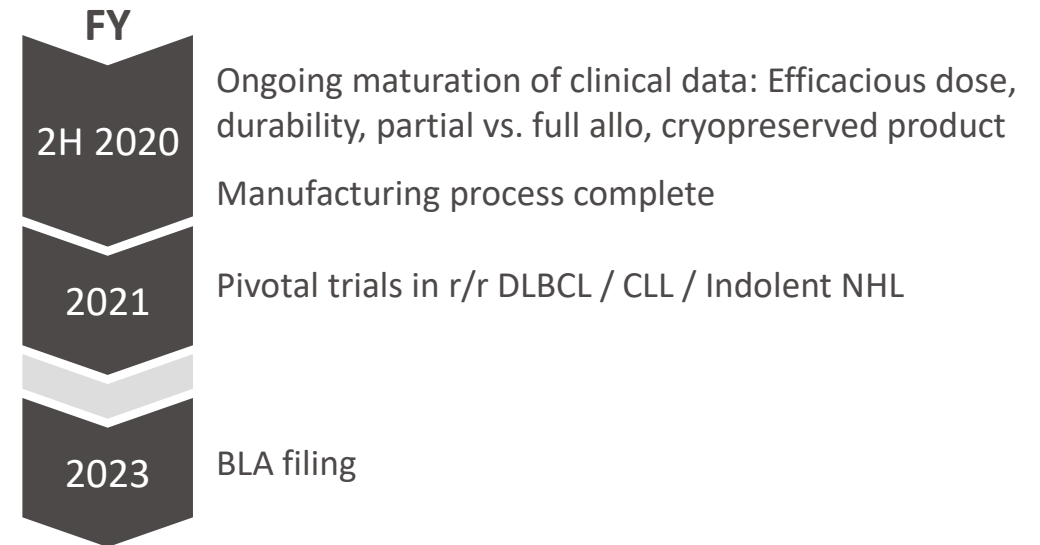 FY
2H 2020
Ongoing maturation of clinical data: Efficacious dose,
durability, partial vs. full allo, cryopreserved product
Manufacturing process complete
2021
Pivotal trials in r/r DLBCL / CLL / Indolent NHL
2023
BLA filing